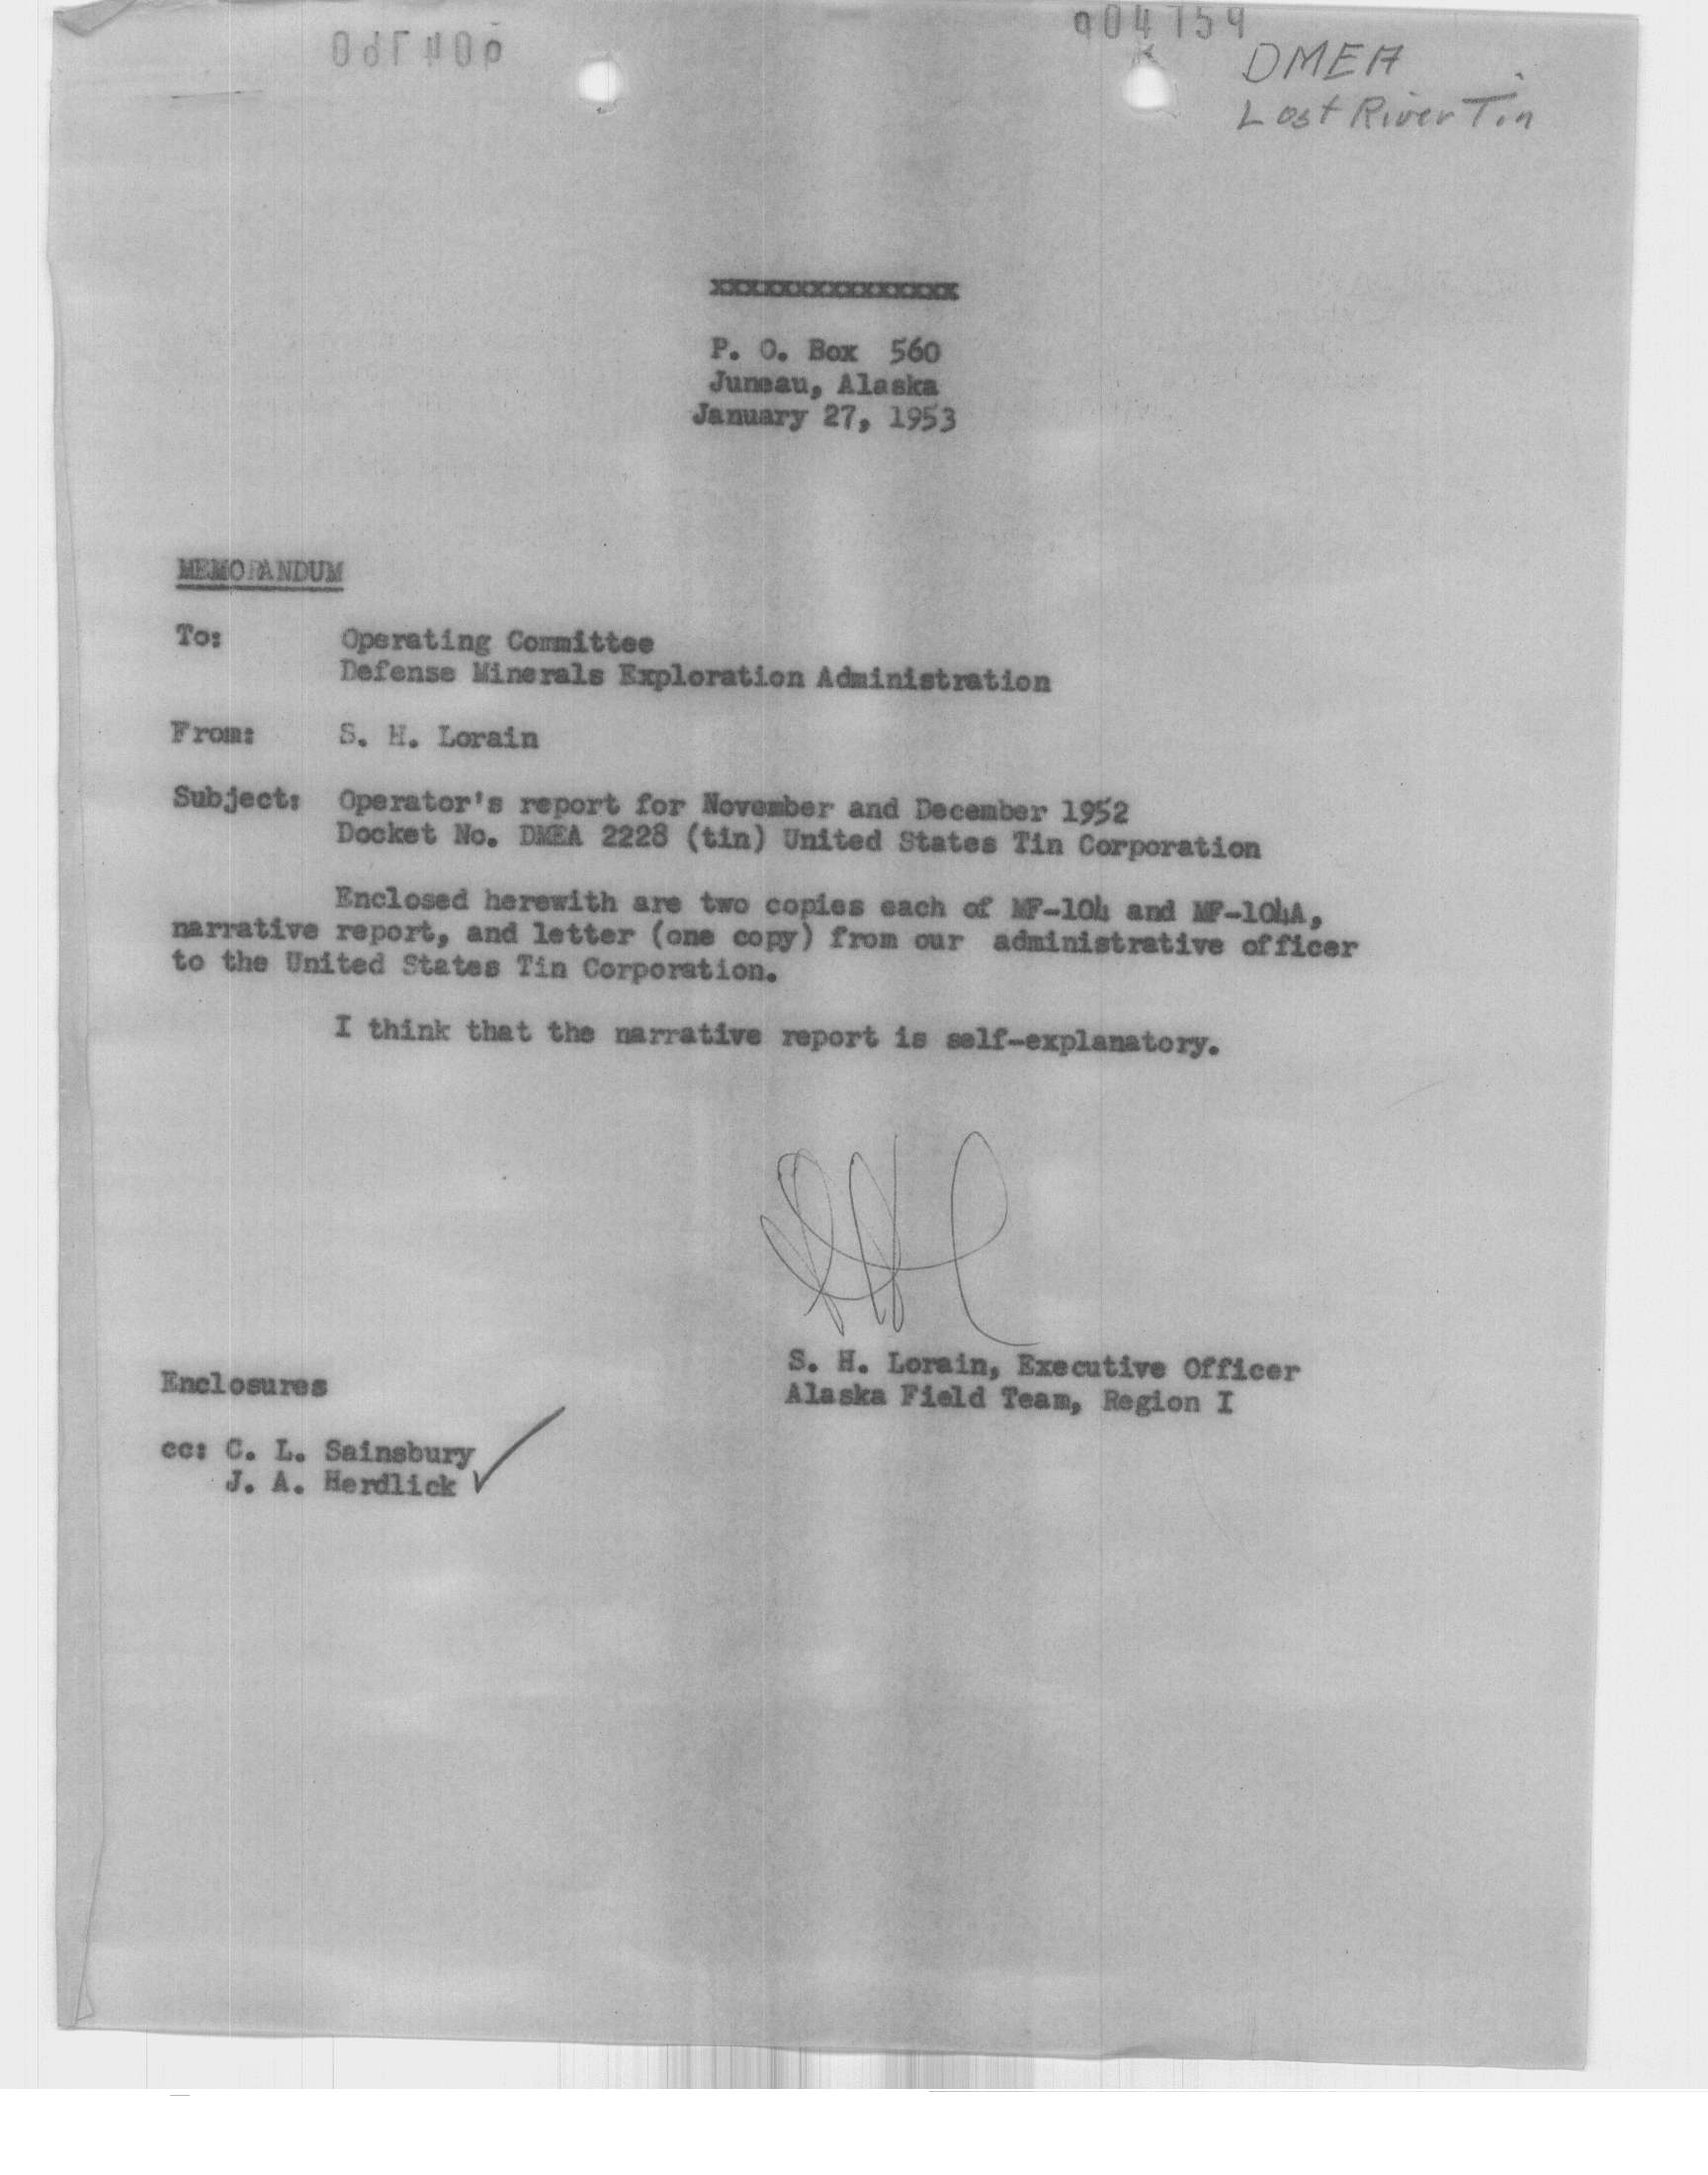 904759
DMEA
Lost River Tin
xxxxxxxxxxxxxxx
P. O. Box 560
Juneau, Alaska
January 27, 1953
MEMORANDUM
To: Operating Committee
Defense Minerals Exploration Administration
From: S. H. Lorain
Subject: Operator's report for November and December 1952
Docket No. DMEA 2228 (tin) United States Tin Corporation
Enclosed herewith are two copies each of MF-104 and MF-104A,
narrative report, and letter (one copy) from our administrative officer
to the United States Tin Corporation.
I think that the narrative report is self-explanatory.
SHL
S. H. Lorain, Executive Officer
Alaska Field Team, Region I
Enclosures
cc: C. L. Sainsbury
J. A. Herdlick